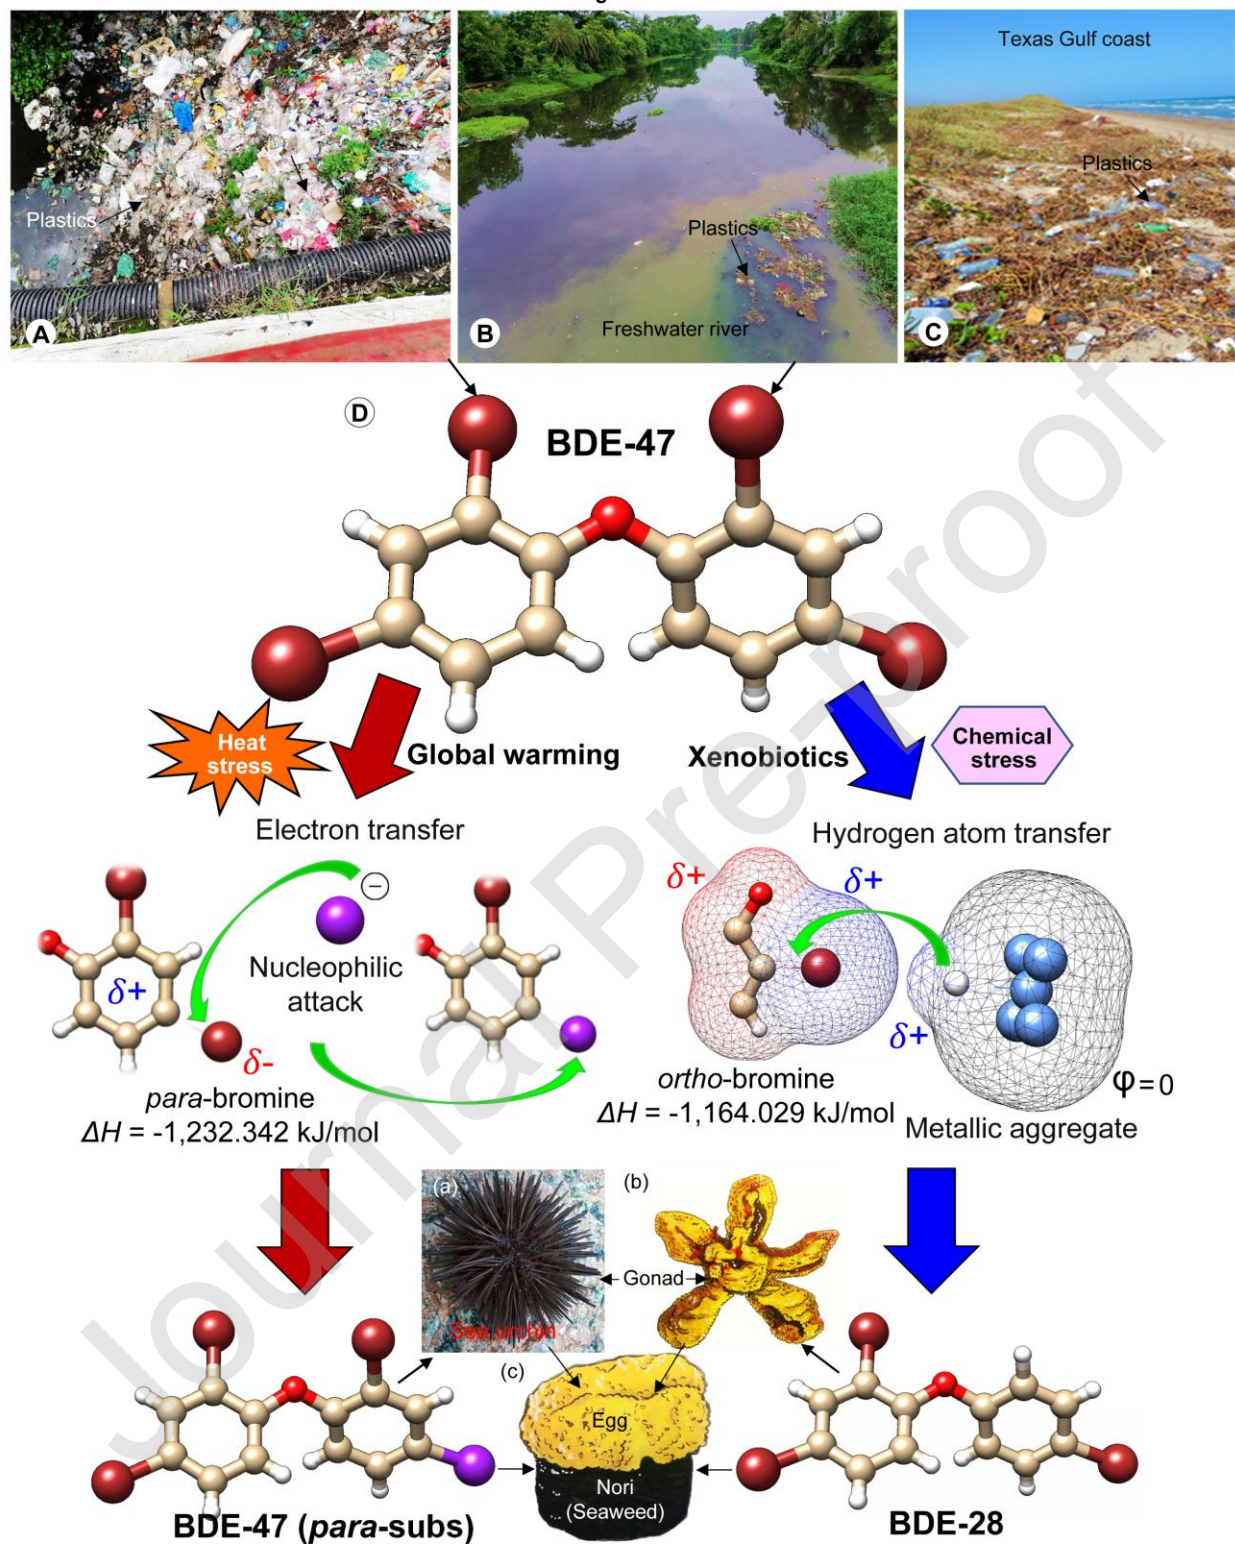 Texas Gulf coast
Plastics
Plastics
Plastics
Freshwater river
A
B
C
D
BDE-47
Heat
stress
Global warming
Xenobiotics
Chemical
stress
Electron transfer
Hydrogen atom transfer
δ+
δ+
−
Nucleophilic
attack
δ+
δ-
δ+
φ=0
para-bromine
ΔH = -1,232.342 kJ/mol
ortho-bromine
ΔH = -1,164.029 kJ/mol
Metallic aggregate
(a)
(b)
Gonad
Sea urchin
(c)
Egg
Nori
(Seaweed)
BDE-47 (para-subs)
BDE-28
Journal Pre-proof